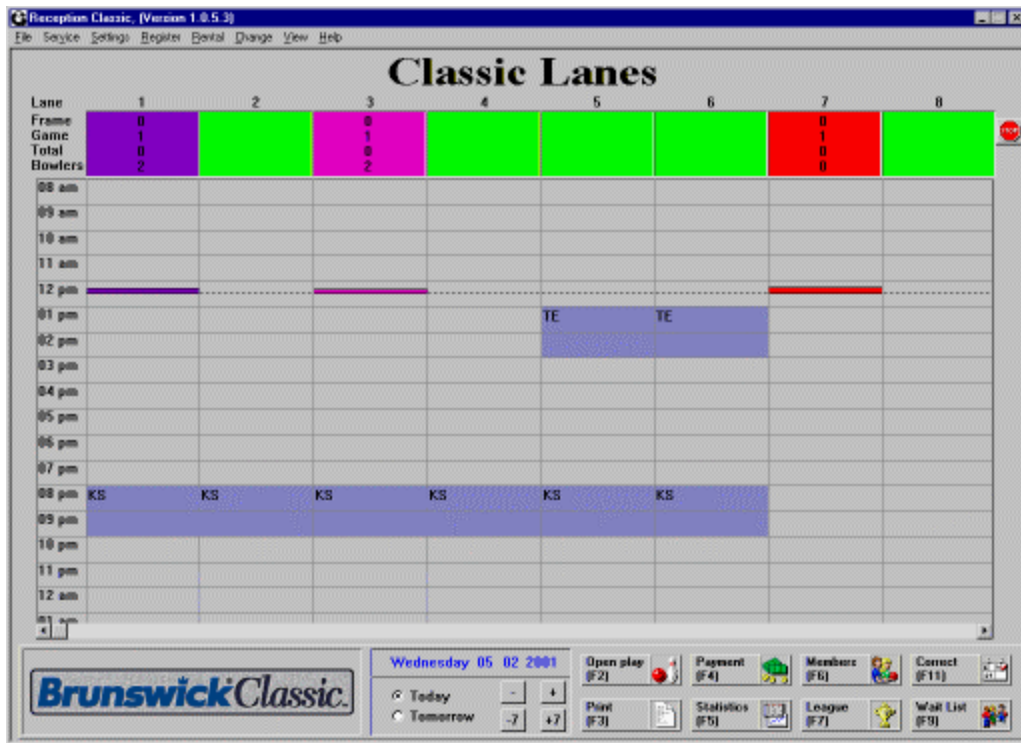 Reception Classic, (Version 1.0.5.3)
File Service Settings Register Rental Change View Help
Classic Lanes
Lane 1 2 3 4 5 6 7 8
Frame 0 0 0
Game 1 1 1
Total 0 0 0
Bowlers 2 2 0
STOP
08 am
09 am
10 am
11 am
12 pm
01 pm TE TE
02 pm
03 pm
04 pm
05 pm
06 pm
07 pm
08 pm KS KS KS KS KS KS
09 pm
10 pm
11 pm
12 am
01 am
Brunswick Classic.
Wednesday 05 02 2001
Today - +
Tomorrow -7 +7
Open play (F2) Payment (F4) Members (F6) Correct (F11)
Print (F3) Statistics (F5) League (F7) Wait List (F9)